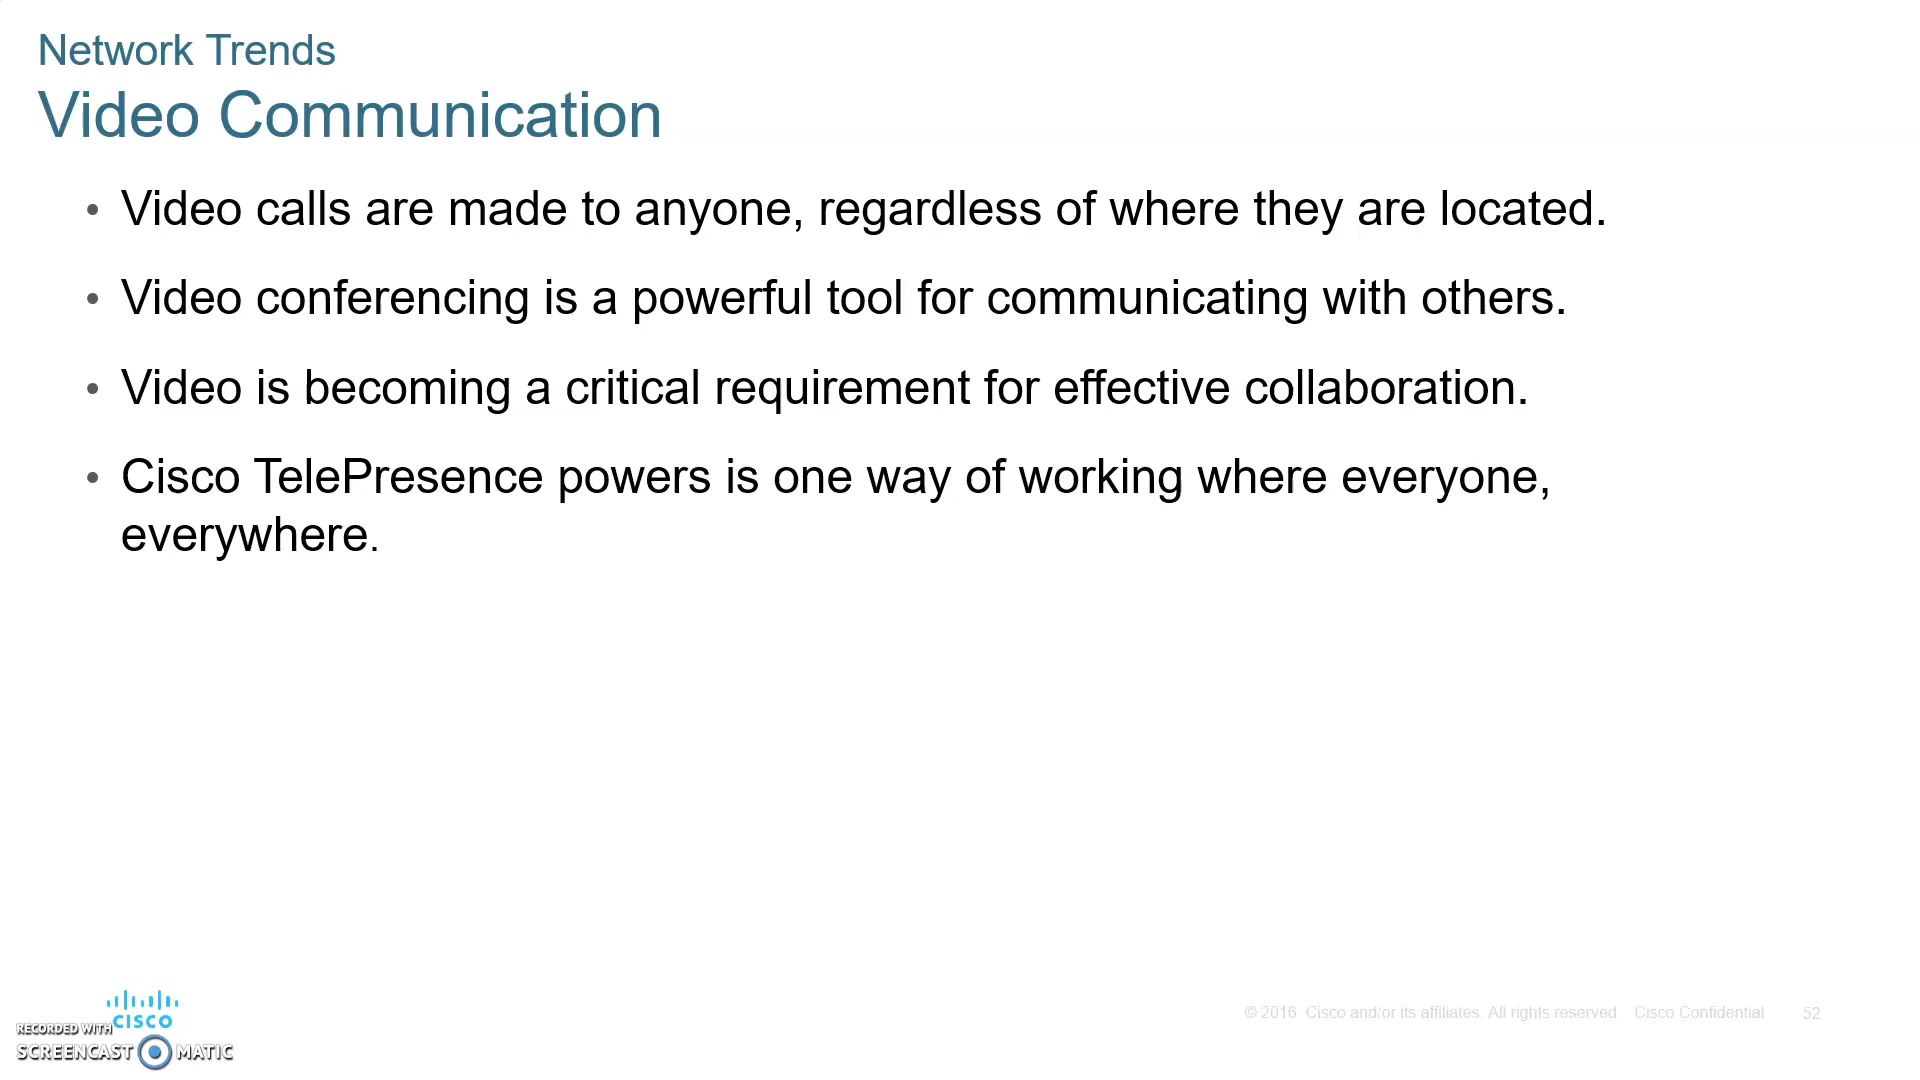 Network Trends
Video Communication
• Video calls are made to anyone, regardless of where they are located.
• Video conferencing is a powerful tool for communicating with others.
• Video is becoming a critical requirement for effective collaboration.
• Cisco TelePresence powers is one way of working where everyone,
everywhere.
CISCO
RECORDED WITH
SCREENCAST MATIC
© 2016 Cisco and/or its affiliates. All rights reserved. Cisco Confidential 52